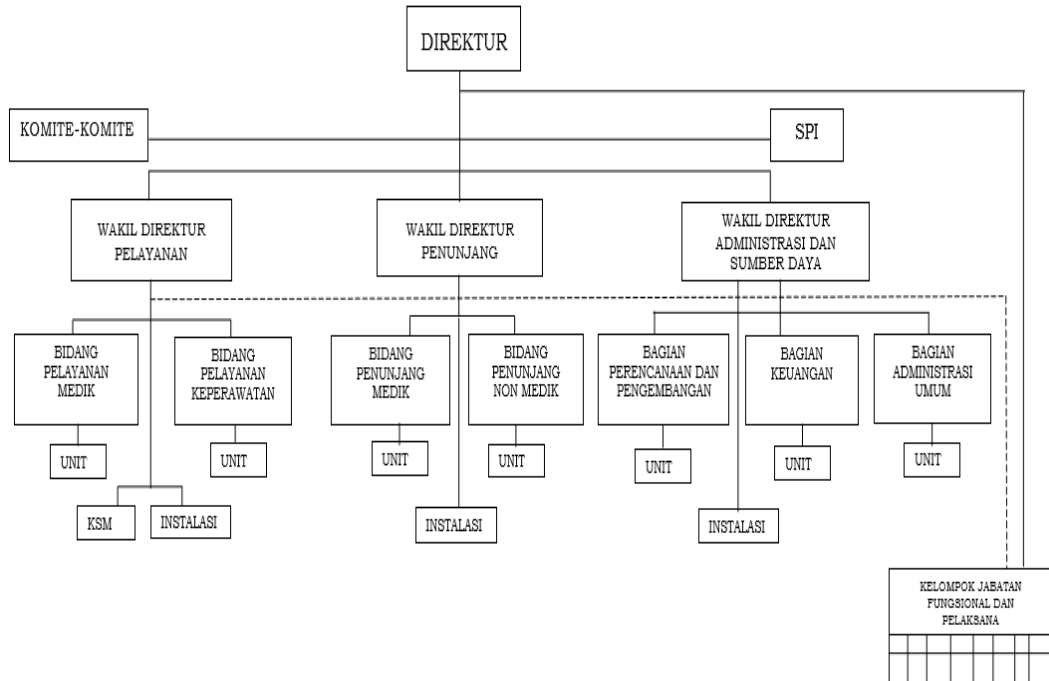 DIREKTUR
KOMITE-KOMITE
SPI
WAKIL DIREKTUR
PELAYANAN
WAKIL DIREKTUR
PENUNJANG
WAKIL DIREKTUR
ADMINISTRASI DAN
SUMBER DAYA
BIDANG
PELAYANAN
MEDIK
BIDANG
PELAYANAN
KEPERAWATAN
BIDANG
PENUNJANG
MEDIK
BIDANG
PENUNJANG
NON MEDIK
BAGIAN
PERENCANAAN DAN
PENGEMBANGAN
BAGIAN
KEUANGAN
BAGIAN
ADMINISTRASI
UMUM
UNIT
UNIT
UNIT
UNIT
UNIT
UNIT
UNIT
KSM
INSTALASI
INSTALASI
INSTALASI
KELOMPOK JABATAN
FUNGSIONAL DAN
PELAKSANA